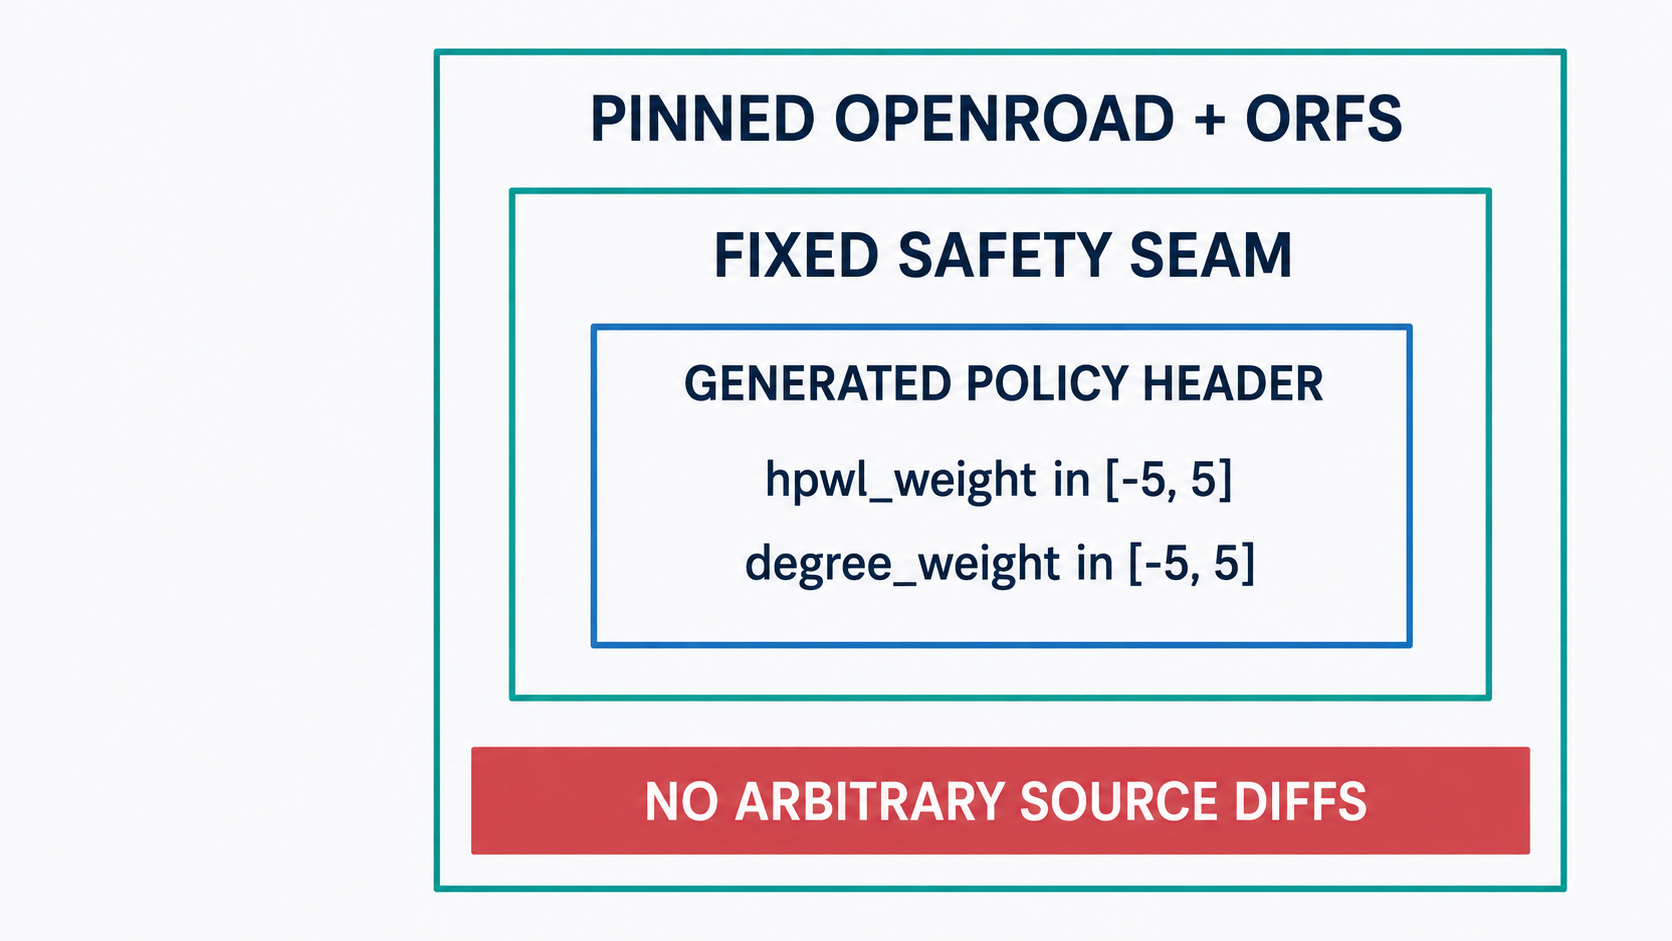 PINNED OPENROAD + ORFS
FIXED SAFETY SEAM
GENERATED POLICY HEADER
hpwl_weight in [-5, 5]
degree_weight in [-5, 5]
NO ARBITRARY SOURCE DIFFS